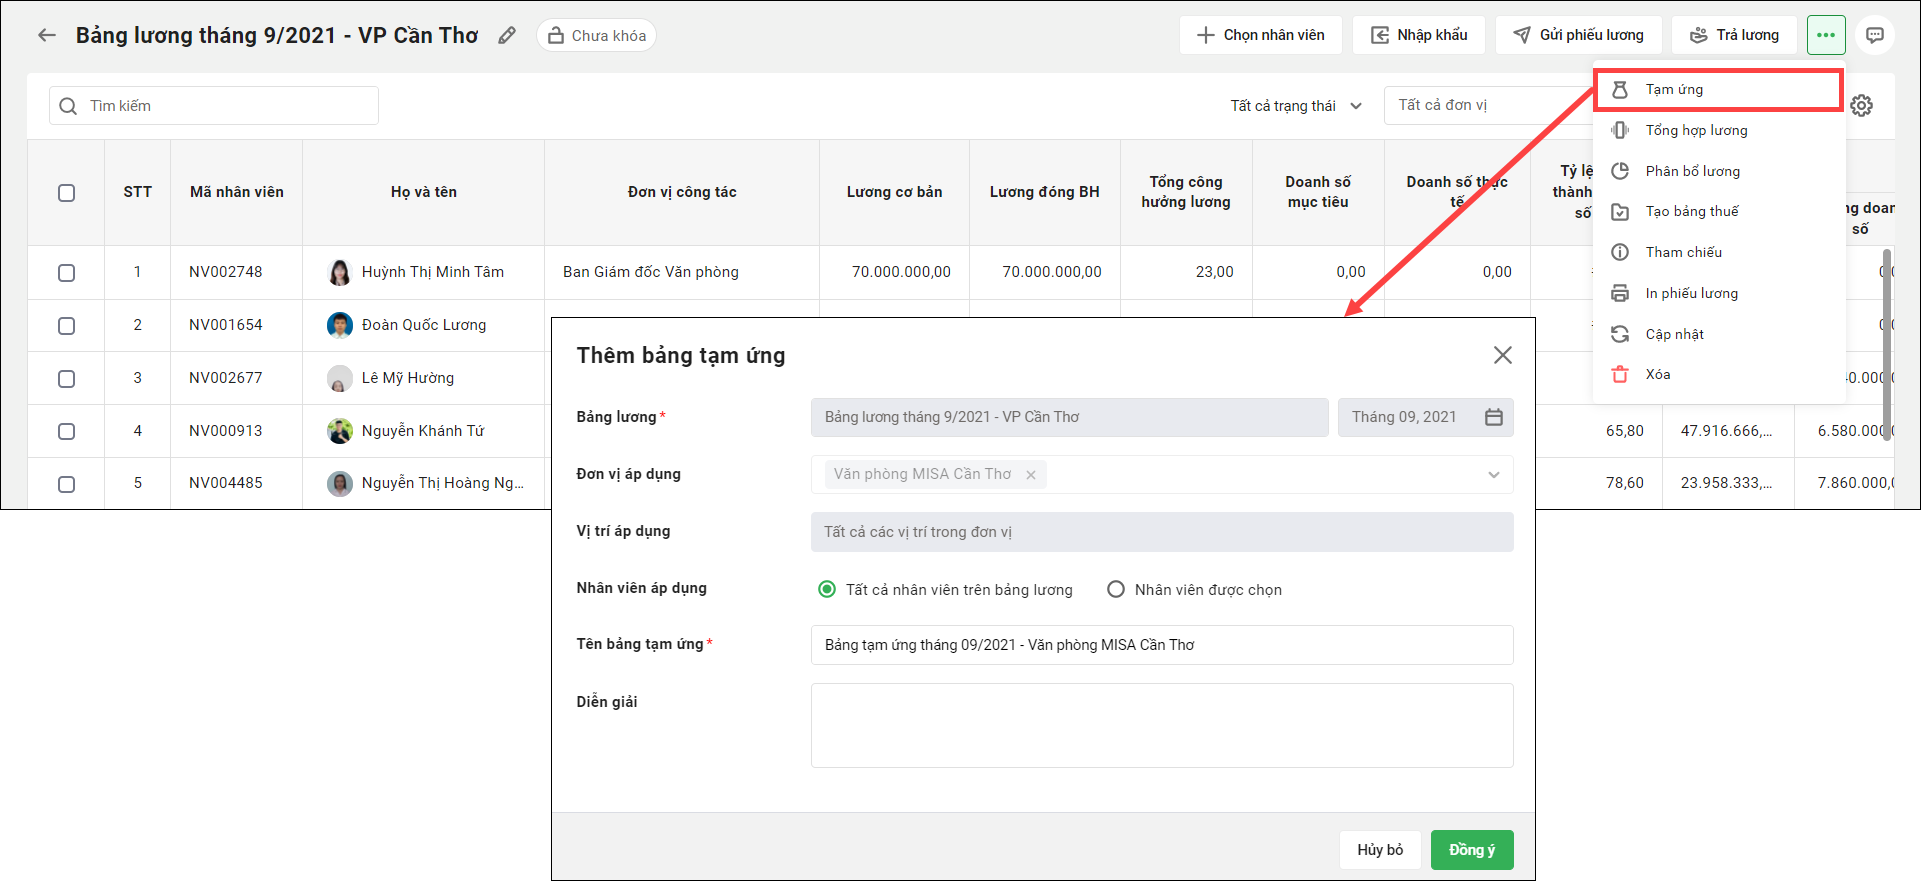 Bảng lương tháng 9/2021 - VP Cần Thơ
Chưa khóa
Chọn nhân viên
Nhập khẩu
Gửi phiếu lương
Trả lương
Tìm kiếm
Tất cả trạng thái
Tất cả đơn vị
Tạm ứng
Tổng hợp lương
Phân bổ lương
Tạo bảng thuế
Tham chiếu
In phiếu lương
Cập nhật
Xóa
STT
Mã nhân viên
Họ và tên
Đơn vị công tác
Lương cơ bản
Lương đóng BH
Tổng công
hưởng lương
Doanh số
mục tiêu
Doanh số thực
tế
Tỷ lệ
thành
số
doan
số
1 NV002748 Huỳnh Thị Minh Tâm Ban Giám đốc Văn phòng 70.000.000,00 70.000.000,00 23,00 0,00 0,00
2 NV001654 Đoàn Quốc Lương
3 NV002677 Lê Mỹ Hường
4 NV000913 Nguyễn Khánh Tứ 65,80 47.916.666,... 6.580.000,
5 NV004485 Nguyễn Thị Hoàng Ng... 78,60 23.958.333,... 7.860.000,
Thêm bảng tạm ứng
Bảng lương *
Bảng lương tháng 9/2021 - VP Cần Thơ
Tháng 09, 2021
Đơn vị áp dụng
Văn phòng MISA Cần Thơ ×
Vị trí áp dụng
Tất cả các vị trí trong đơn vị
Nhân viên áp dụng
Tất cả nhân viên trên bảng lương
Nhân viên được chọn
Tên bảng tạm ứng *
Bảng tạm ứng tháng 09/2021 - Văn phòng MISA Cần Thơ
Diễn giải
Hủy bỏ
Đồng ý